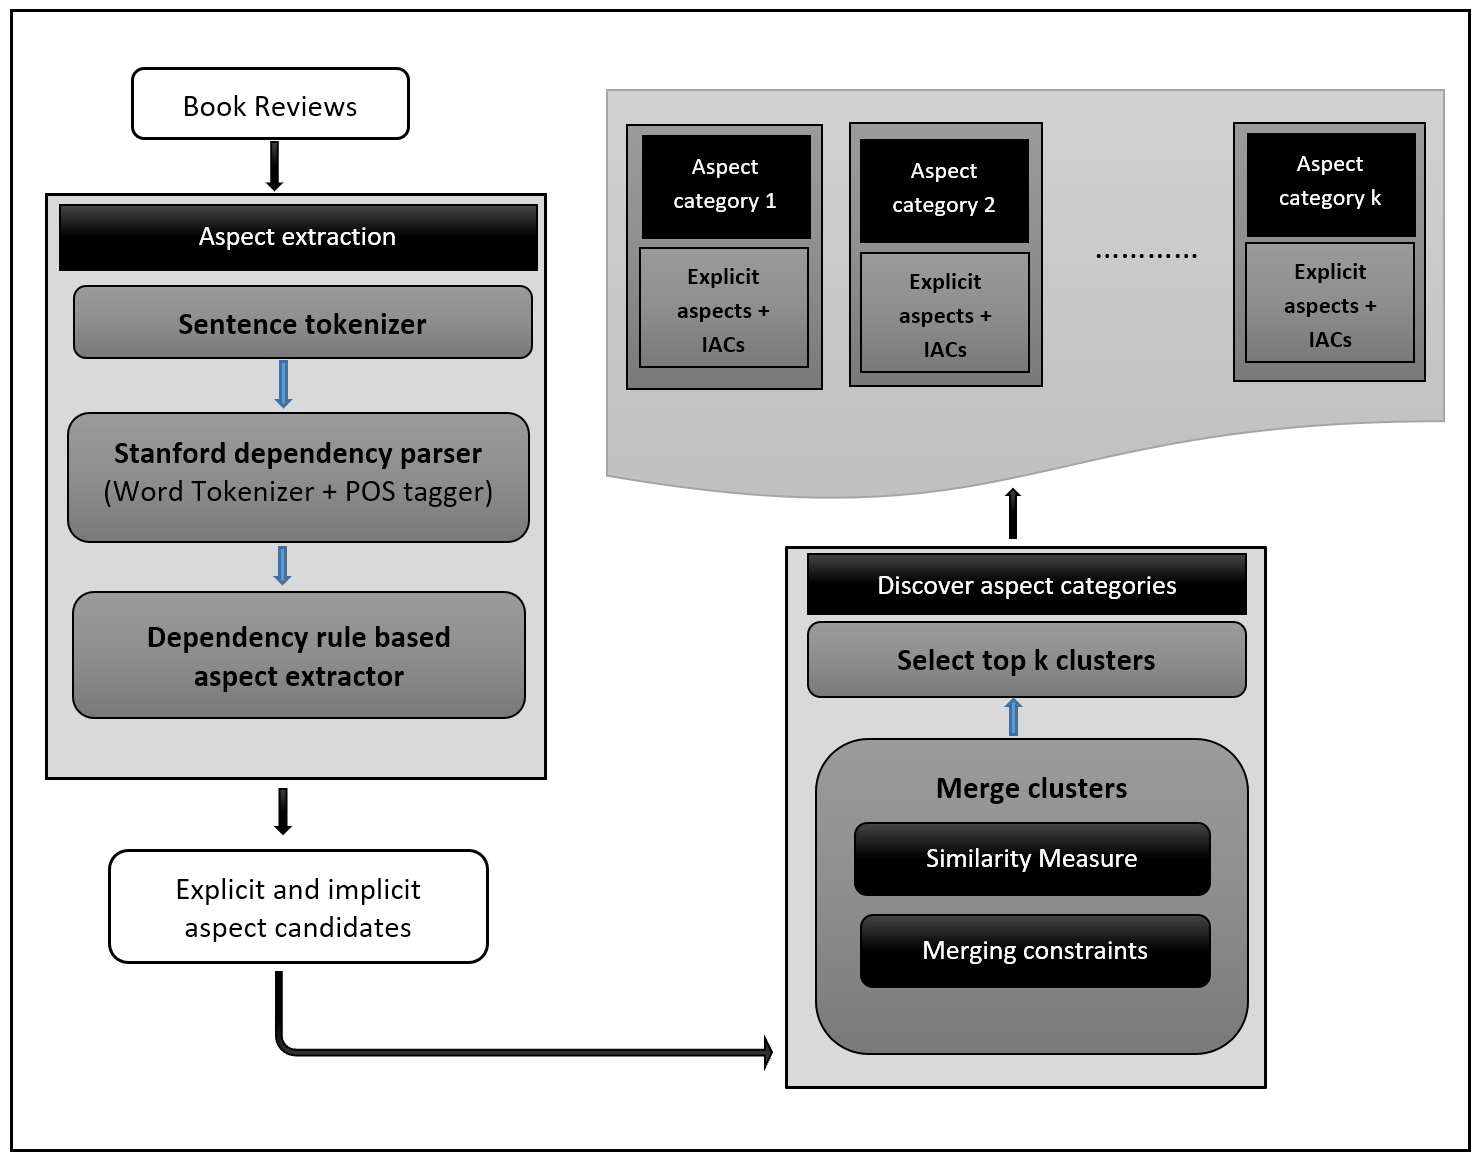 Book Reviews
Aspect extraction
Sentence tokenizer
Stanford dependency parser
(Word Tokenizer + POS tagger)
Dependency rule based
aspect extractor
Explicit and implicit
aspect candidates
Discover aspect categories
Select top k clusters
Merge clusters
Similarity Measure
Merging constraints
Aspect
category 1
Explicit
aspects +
IACs
Aspect
category 2
Explicit
aspects +
IACs
............
Aspect
category k
Explicit
aspects +
IACs